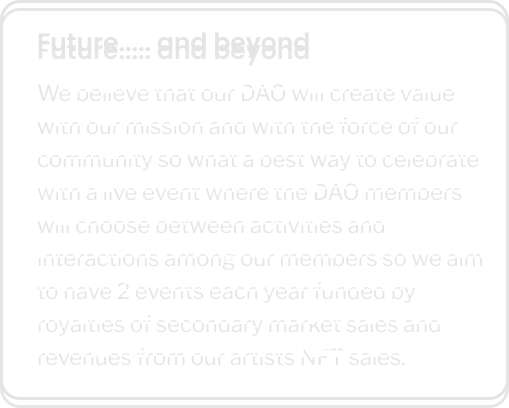 Future..... and beyond
We believe that our DAO will create value
with our mission and with the force of our
community so what a best way to celebrate
with a live event where the DAO members
will choose between activities and
interactions among our members so we aim
to have 2 events each year funded by
royalties of secondary market sales and
revenues from our artists NFT sales.